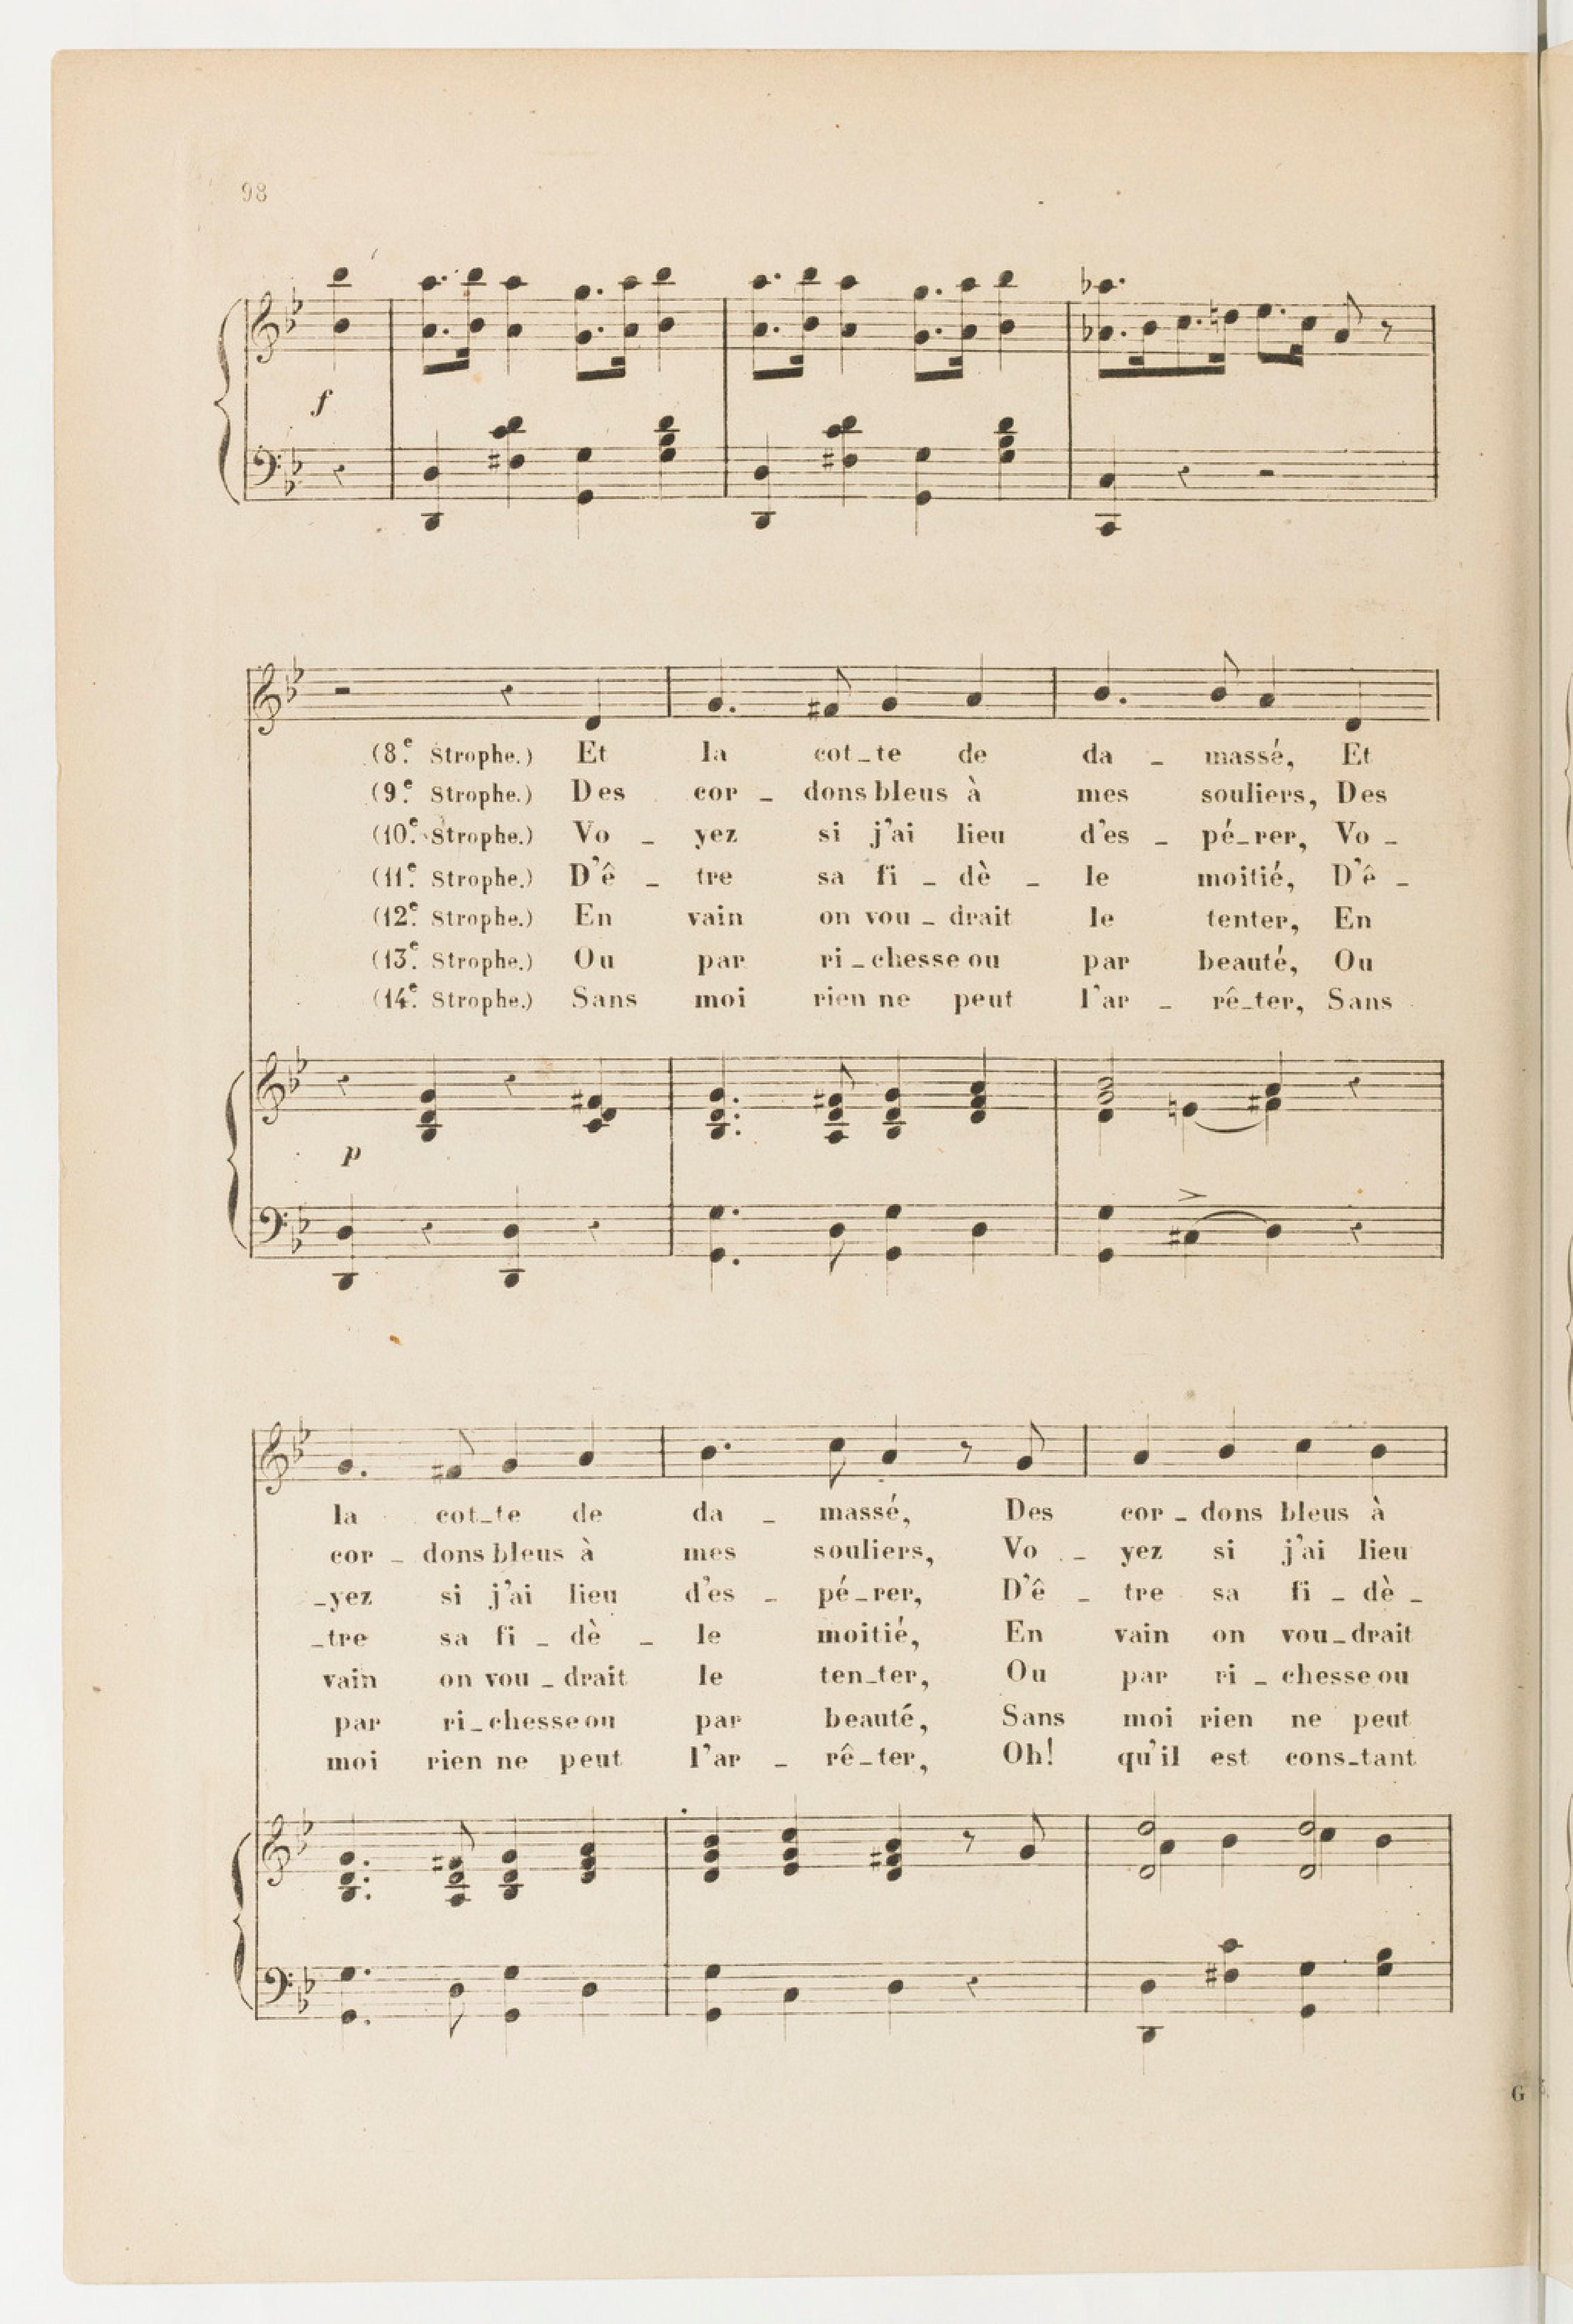 98
f
(8.e Strophe.) Et la cot_te de da _ massé, Et
(9.e Strophe.) Des cor _ dons bleus à mes souliers, Des
(10.e Strophe.) Vo _ yez si j'ai lieu d'es _ pé_rer, Vo _
(11.e Strophe.) D'ê _ tre sa fi _ dè _ le moitié, D'ê _
(12.e Strophe.) En vain on vou _ drait le tenter, En
(13.e Strophe.) Ou par ri _ chesse ou par beauté, Ou
(14.e Strophe.) Sans moi rien ne peut l'ar _ rê_ter, Sans
p
la cot_te de da _ massé, Des cor _ dons bleus à
cor _ dons bleus à mes souliers, Vo _ yez si j'ai lieu
_yez si j'ai lieu d'es _ pé_rer, D'ê _ tre sa fi _ dè _
_tre sa fi _ dè _ le moitié, En vain on vou_drait
vain on vou _ drait le ten_ter, Ou par ri _ chesse ou
par ri_chesse ou par beauté, Sans moi rien ne peut
moi rien ne peut l'ar _ rê_ter, Oh! qu'il est cons_tant
G